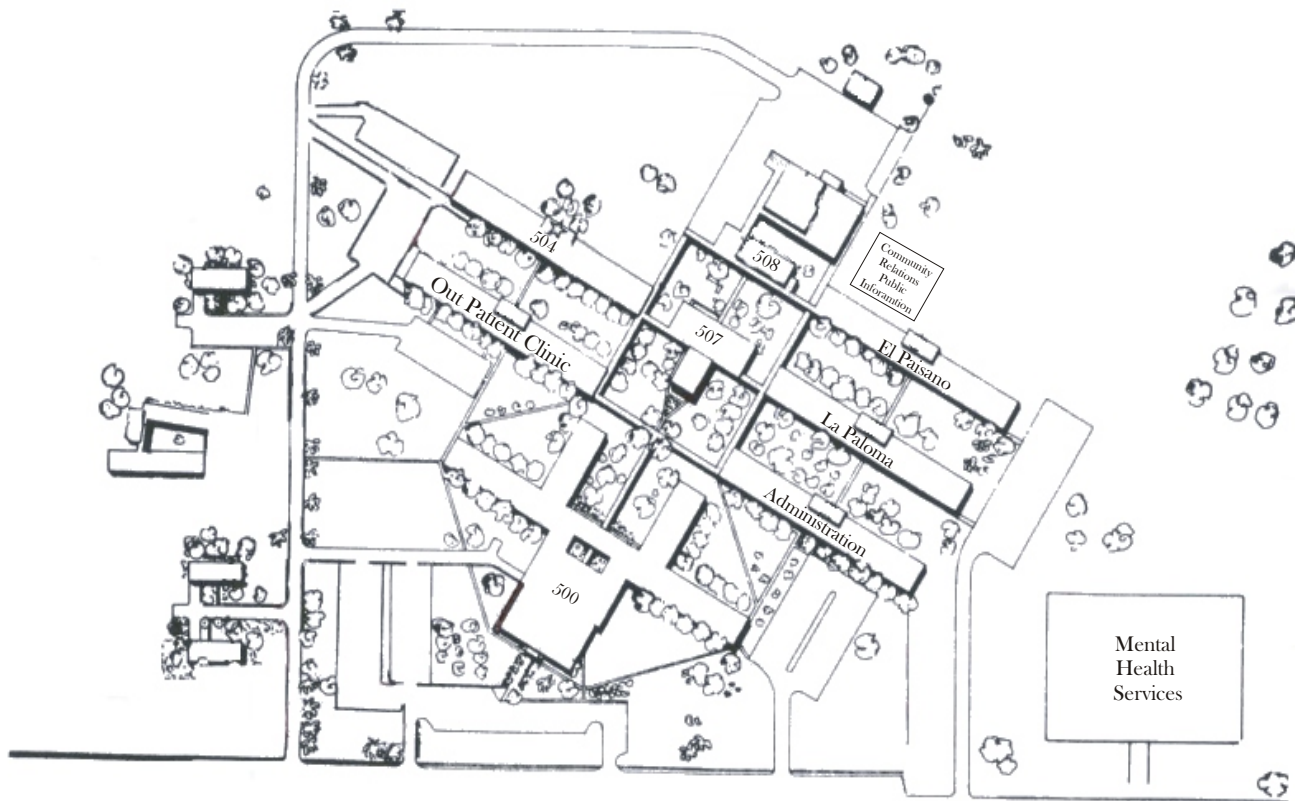 504
508
Community
Relations
Public
Inforamtion
Out Patient Clinic
507
El Paisano
La Paloma
Administration
500
Mental
Health
Services